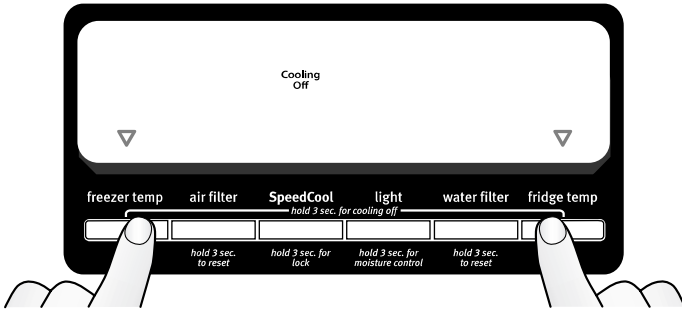 Cooling
Off
freezer temp air filter SpeedCool light water filter fridge temp
hold 3 sec. for cooling off
hold 3 sec. to reset
hold 3 sec. for lock
hold 3 sec. for moisture control
hold 3 sec. to reset